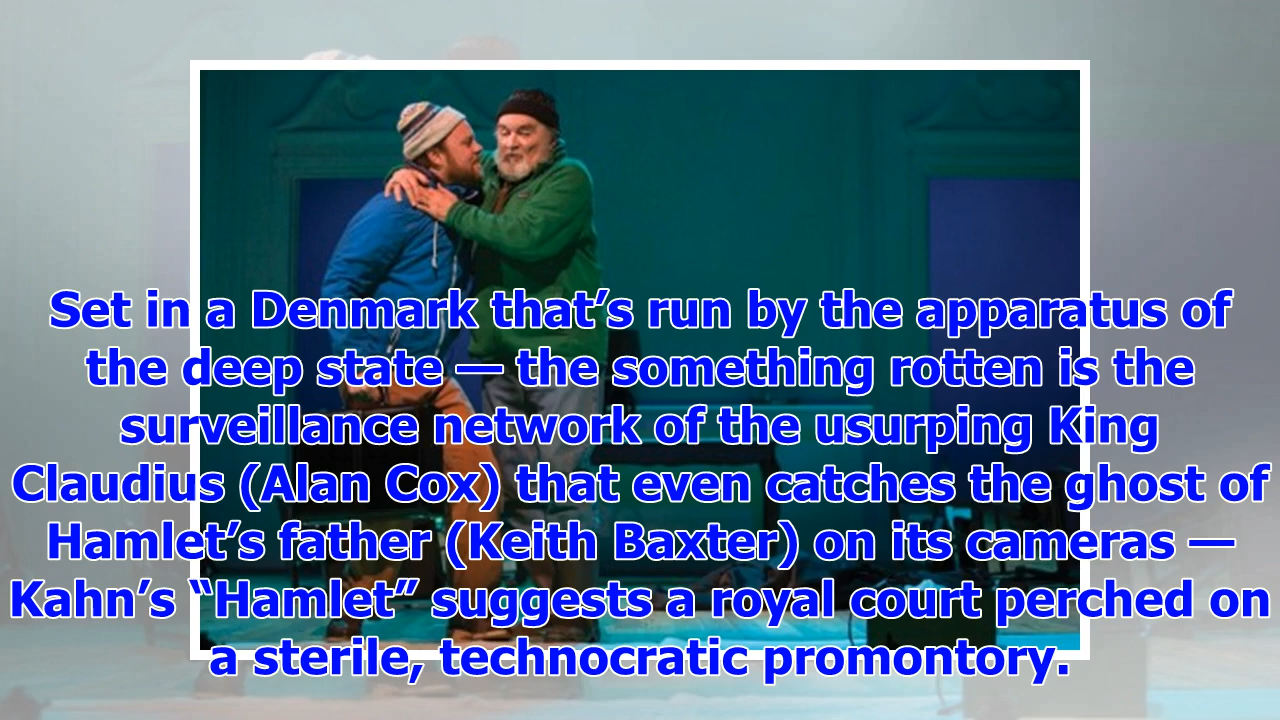 Set in a Denmark that’s run by the apparatus of
the deep state — the something rotten is the
surveillance network of the usurping King
Claudius (Alan Cox) that even catches the ghost of
Hamlet’s father (Keith Baxter) on its cameras —
Kahn’s “Hamlet” suggests a royal court perched on
a sterile, technocratic promontory.